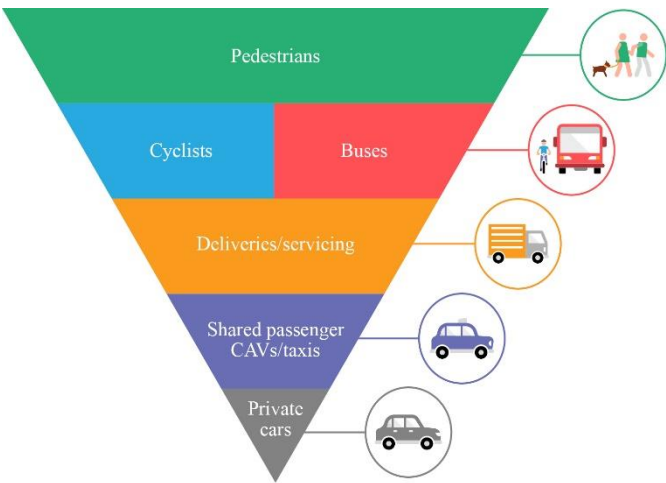 Pedestrians
Cyclists
Buses
Deliveries/servicing
Shared passenger
CAVs/taxis
Private
cars